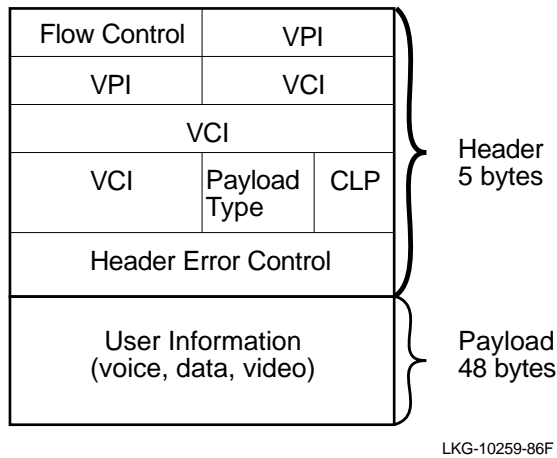 Flow Control VPI
VPI VCI
VCI
VCI Payload Type CLP
Header Error Control
Header
5 bytes
User Information
(voice, data, video)
Payload
48 bytes
LKG-10259-86F